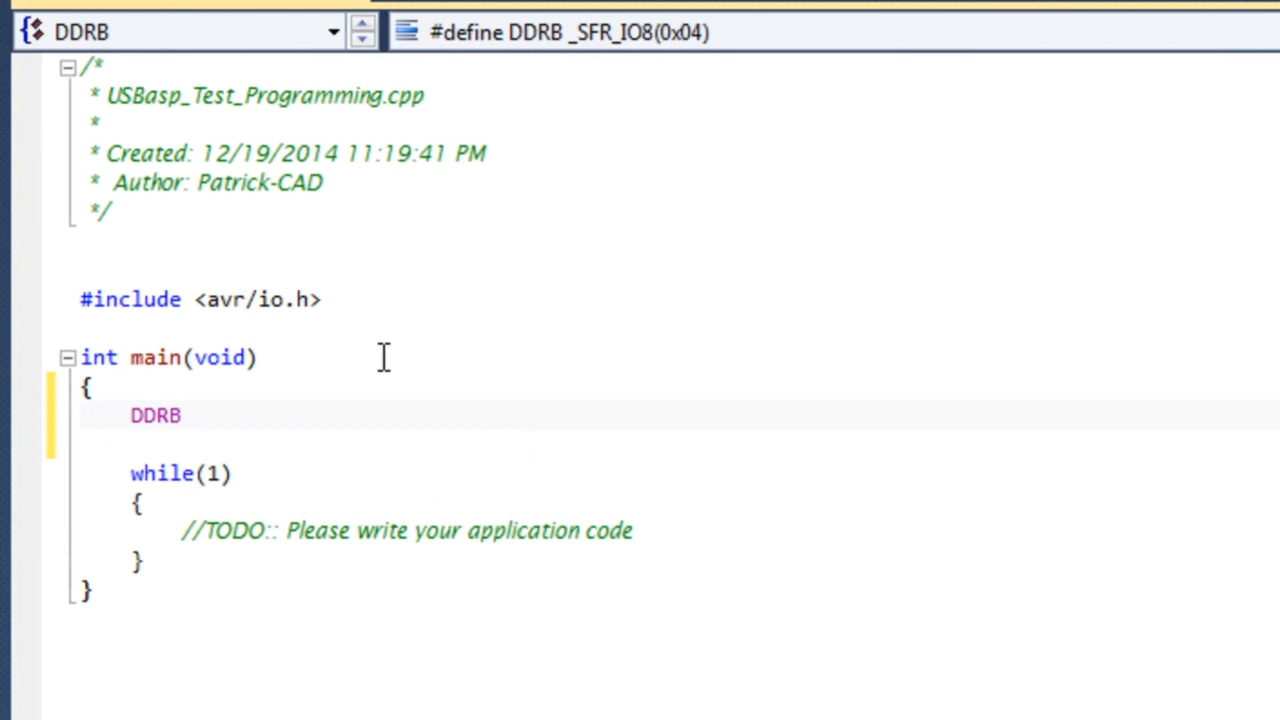 DDRB #define DDRB _SFR_IO8(0x04)
/*
* USBasp_Test_Programming.cpp
*
* Created: 12/19/2014 11:19:41 PM
* Author: Patrick-CAD
*/
#include <avr/io.h>
int main(void)
{
DDRB
while(1)
{
//TODO:: Please write your application code
}
}